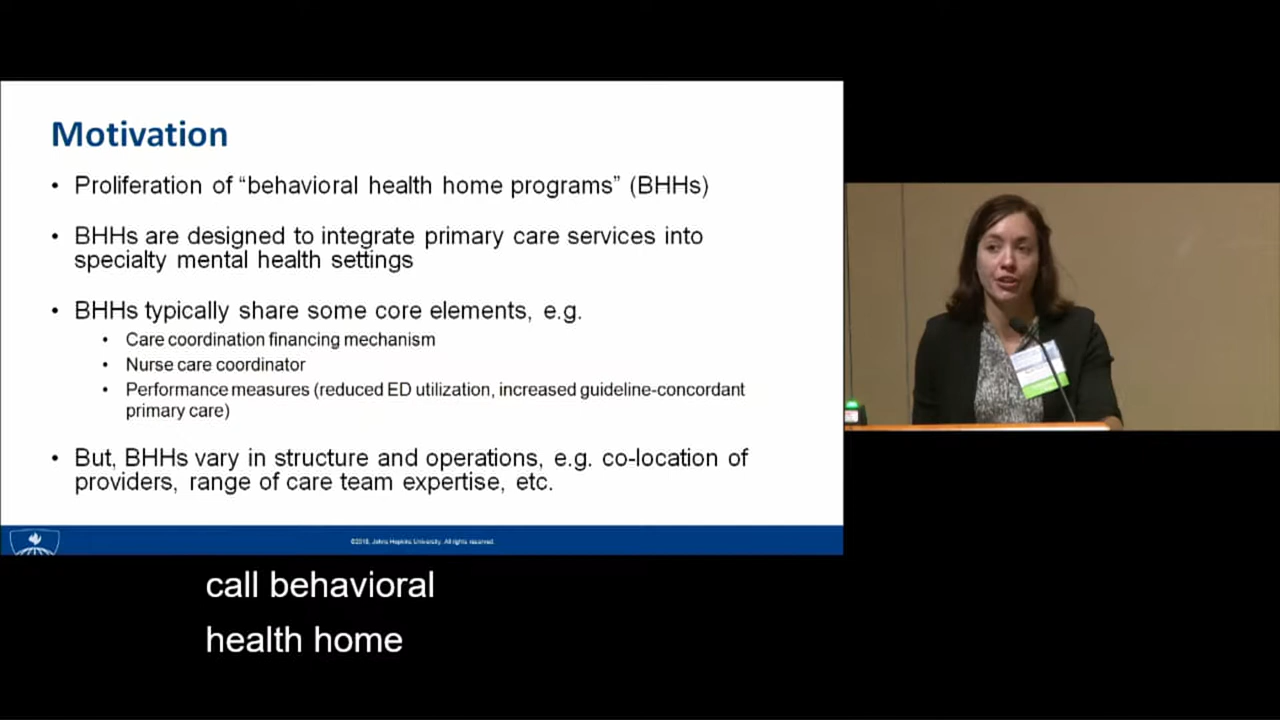 Motivation
• Proliferation of “behavioral health home programs” (BHHs)
• BHHs are designed to integrate primary care services into
specialty mental health settings
• BHHs typically share some core elements, e.g.
• Care coordination financing mechanism
• Nurse care coordinator
• Performance measures (reduced ED utilization, increased guideline-concordant
primary care)
• But, BHHs vary in structure and operations, e.g. co-location of
providers, range of care team expertise, etc.
Johns Hopkins University. All rights reserved.
call behavioral
health home